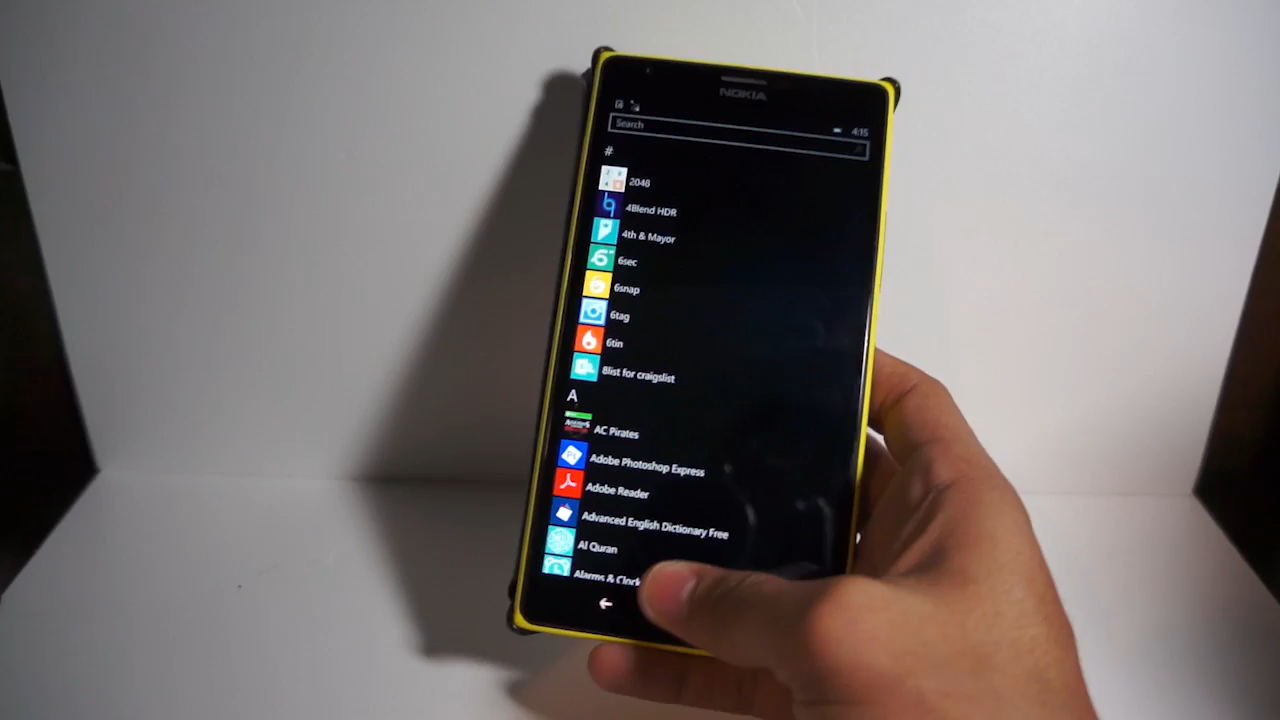 NOKIA
4:15
Search
#
2048
4Blend HDR
4th & Mayor
6sec
6snap
6tag
6tin
8list for craigslist
A
AC Pirates
Adobe Photoshop Express
Adobe Reader
Advanced English Dictionary Free
Al Quran
Alarms & Clock